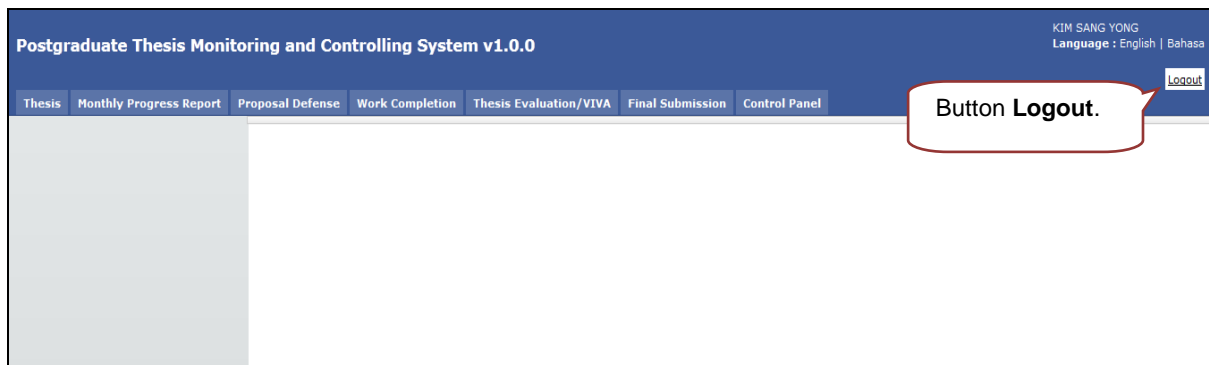 KIM SANG YONG
Postgraduate Thesis Monitoring and Controlling System v1.0.0
Language : English | Bahasa
Logout
Thesis Monthly Progress Report Proposal Defense Work Completion Thesis Evaluation/VIVA Final Submission Control Panel
Button Logout.